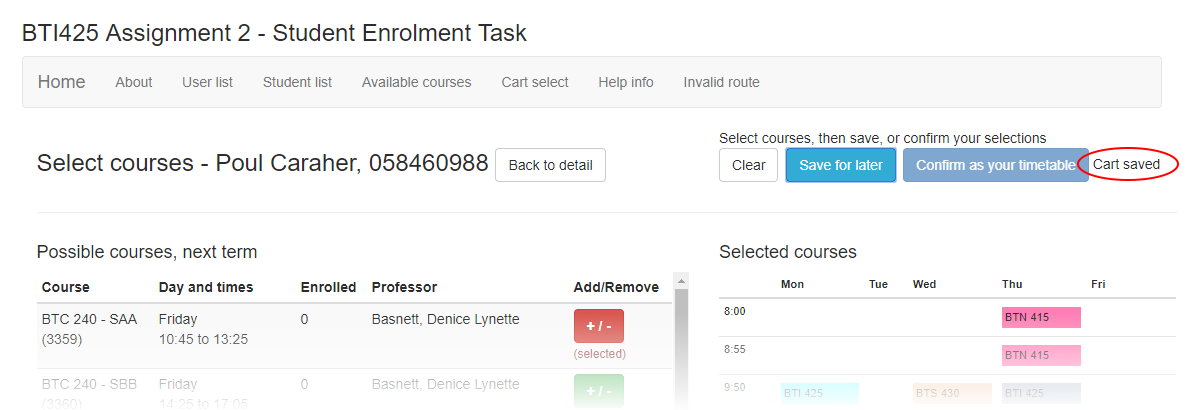 BTI425 Assignment 2 - Student Enrolment Task
Home About User list Student list Available courses Cart select Help info Invalid route
Select courses, then save, or confirm your selections
Select courses - Poul Caraher, 058460988 Back to detail Clear Save for later Confirm as your timetable Cart saved
Possible courses, next term
Course Day and times Enrolled Professor Add/Remove
BTC 240 - SAA Friday 0 Basnett, Denice Lynette + / -
(3359) 10:45 to 13:25 (selected)
BTC 240 - SBB Friday 0 Basnett, Denice Lynette + / -
(3360) 14:25 to 17:05
Selected courses
Mon Tue Wed Thu Fri
8:00 BTN 415
8:55 BTN 415
9:50 BTI 425 BTS 430 BTI 425